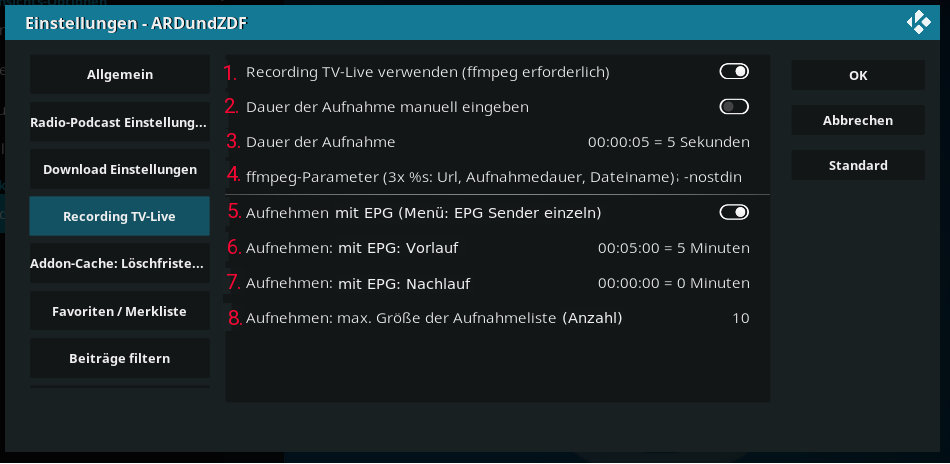 Einstellungen - ARDundZDF
Allgemein
Radio-Podcast Einstellung...
Download Einstellungen
Recording TV-Live
Addon-Cache: Löschfriste...
Favoriten / Merkliste
Beiträge filtern
1. Recording TV-Live verwenden (ffmpeg erforderlich)
2. Dauer der Aufnahme manuell eingeben
3. Dauer der Aufnahme 00:00:05 = 5 Sekunden
4. ffmpeg-Parameter (3x %s: Url, Aufnahmedauer, Dateiname); -nostdin
5. Aufnehmen mit EPG (Menü: EPG Sender einzeln)
6. Aufnehmen: mit EPG: Vorlauf 00:05:00 = 5 Minuten
7. Aufnehmen: mit EPG: Nachlauf 00:00:00 = 0 Minuten
8. Aufnehmen: max. Größe der Aufnahmeliste (Anzahl) 10
OK
Abbrechen
Standard